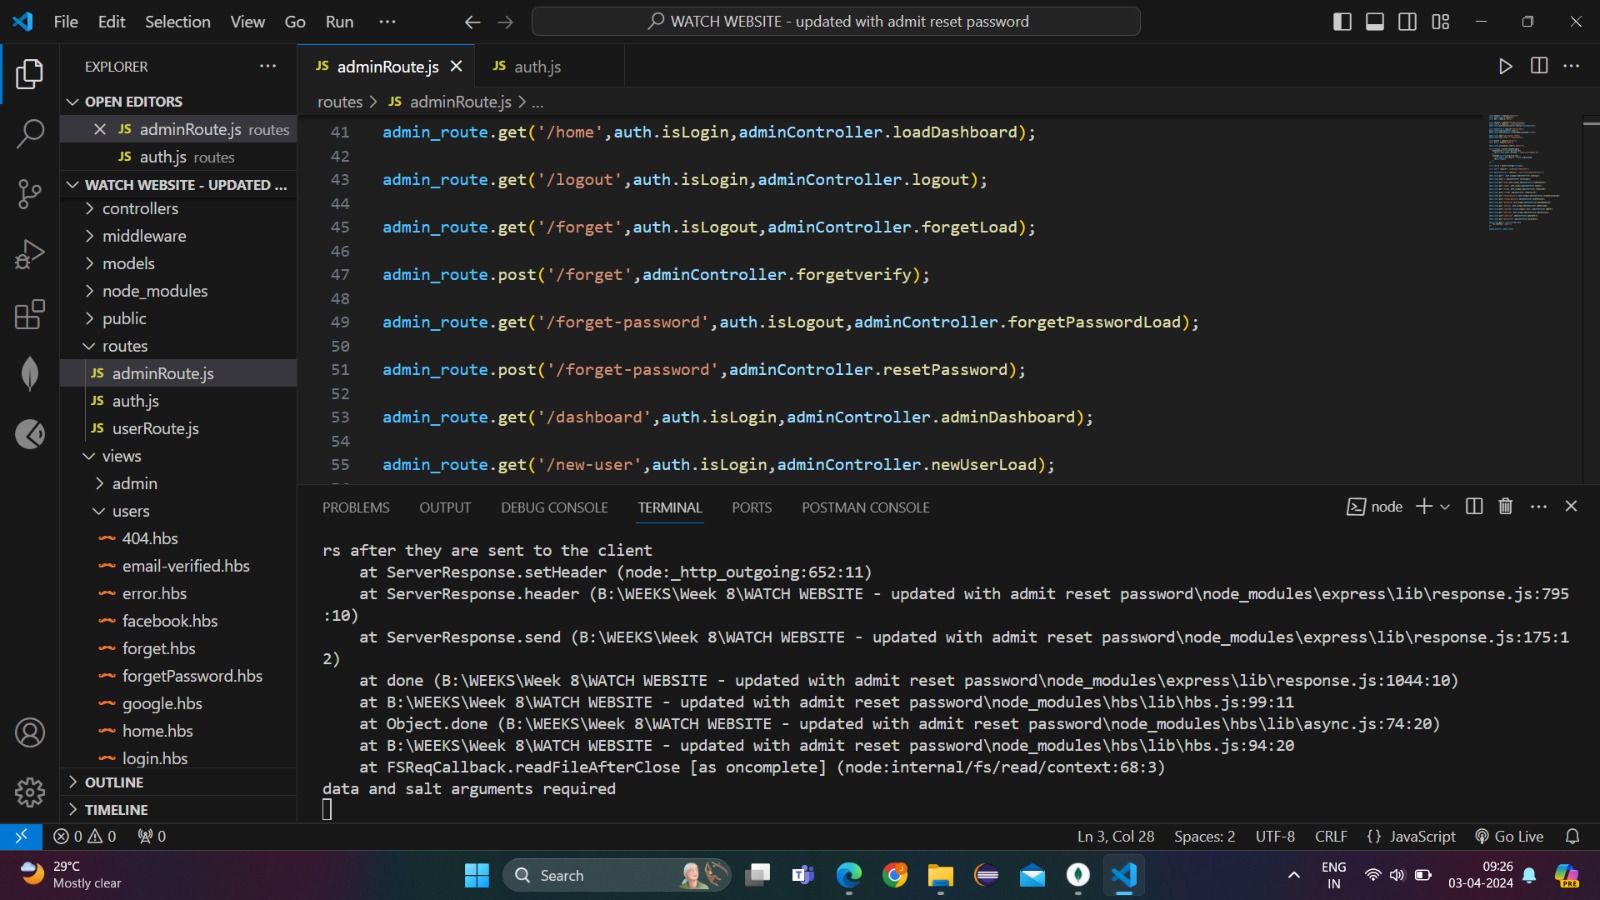 File Edit Selection View Go Run ···
WATCH WEBSITE - updated with admit reset password
EXPLORER
OPEN EDITORS
JS adminRoute.js routes
JS auth.js routes
WATCH WEBSITE - UPDATED ...
controllers
middleware
models
node_modules
public
routes
JS adminRoute.js
JS auth.js
JS userRoute.js
views
admin
users
404.hbs
email-verified.hbs
error.hbs
facebook.hbs
forget.hbs
forgetPassword.hbs
google.hbs
home.hbs
login.hbs
OUTLINE
TIMELINE
JS adminRoute.js
JS auth.js
routes > JS adminRoute.js > ...
41 admin_route.get('/home',auth.isLogin,adminController.loadDashboard);
42
43 admin_route.get('/logout',auth.isLogin,adminController.logout);
44
45 admin_route.get('/forget',auth.isLogout,adminController.forgetLoad);
46
47 admin_route.post('/forget',adminController.forgetverify);
48
49 admin_route.get('/forget-password',auth.isLogout,adminController.forgetPasswordLoad);
50
51 admin_route.post('/forget-password',adminController.resetPassword);
52
53 admin_route.get('/dashboard',auth.isLogin,adminController.adminDashboard);
54
55 admin_route.get('/new-user',auth.isLogin,adminController.newUserLoad);
PROBLEMS OUTPUT DEBUG CONSOLE TERMINAL PORTS POSTMAN CONSOLE
node
rs after they are sent to the client
at ServerResponse.setHeader (node:_http_outgoing:652:11)
at ServerResponse.header (B:\WEEKS\Week 8\WATCH WEBSITE - updated with admit reset password\node_modules\express\lib\response.js:795
:10)
at ServerResponse.send (B:\WEEKS\Week 8\WATCH WEBSITE - updated with admit reset password\node_modules\express\lib\response.js:175:1
2)
at done (B:\WEEKS\Week 8\WATCH WEBSITE - updated with admit reset password\node_modules\express\lib\response.js:1044:10)
at B:\WEEKS\Week 8\WATCH WEBSITE - updated with admit reset password\node_modules\hbs\lib\hbs.js:99:11
at Object.done (B:\WEEKS\Week 8\WATCH WEBSITE - updated with admit reset password\node_modules\hbs\lib\async.js:74:20)
at B:\WEEKS\Week 8\WATCH WEBSITE - updated with admit reset password\node_modules\hbs\lib\hbs.js:94:20
at FSReqCallback.readFileAfterClose [as oncomplete] (node:internal/fs/read/context:68:3)
data and salt arguments required
0 0 0
Ln 3, Col 28 Spaces: 2 UTF-8 CRLF {} JavaScript Go Live
29°C
Mostly clear
Search
ENG
IN
09:26
03-04-2024
PRE